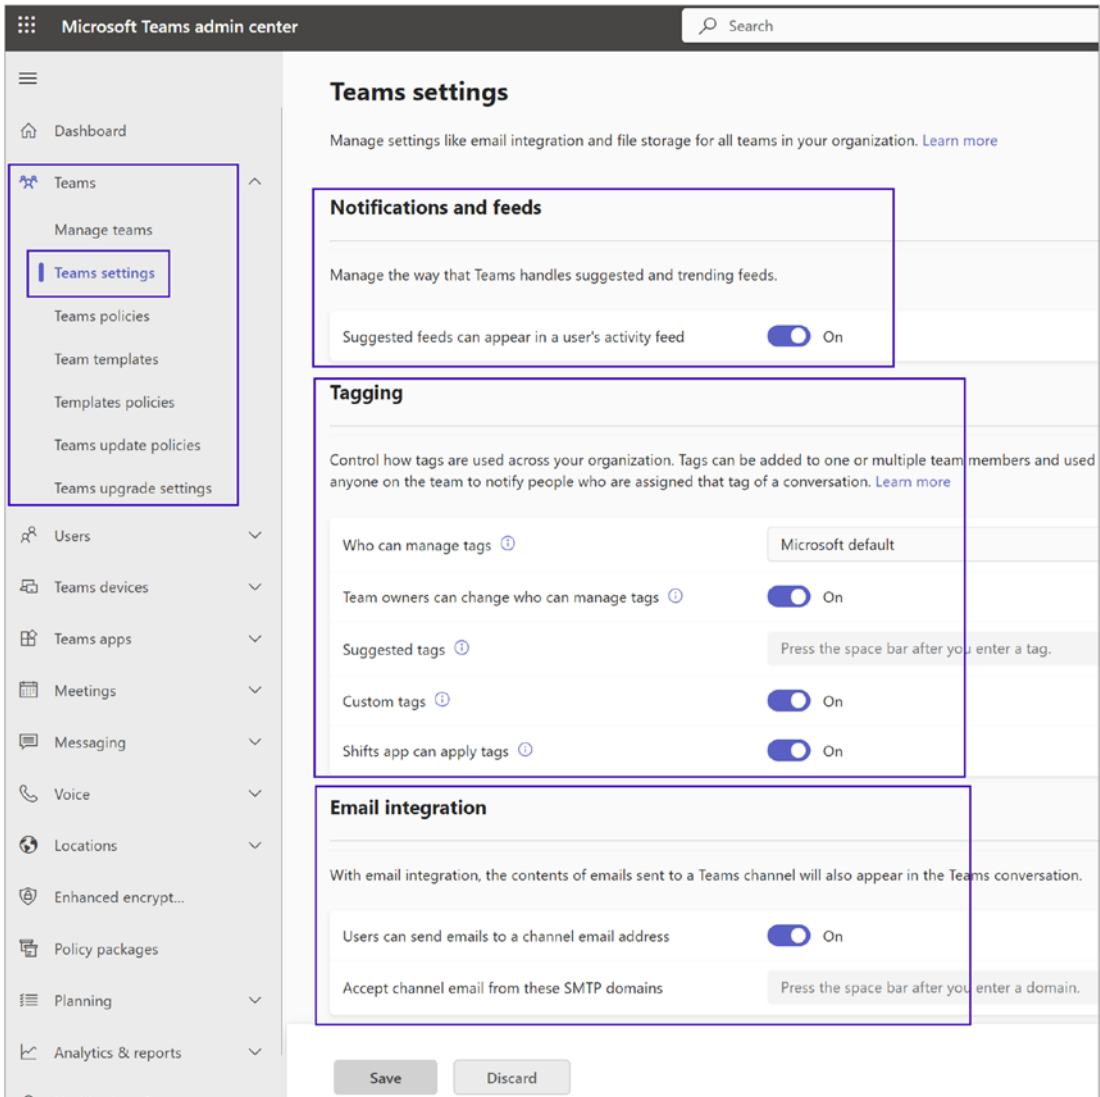 Microsoft Teams admin center
Search
Dashboard
Teams
Manage teams
Teams settings
Teams policies
Team templates
Templates policies
Teams update policies
Teams upgrade settings
Users
Teams devices
Teams apps
Meetings
Messaging
Voice
Locations
Enhanced encrypt...
Policy packages
Planning
Analytics & reports
Teams settings
Manage settings like email integration and file storage for all teams in your organization. Learn more
Notifications and feeds
Manage the way that Teams handles suggested and trending feeds.
Suggested feeds can appear in a user's activity feed On
Tagging
Control how tags are used across your organization. Tags can be added to one or multiple team members and used
anyone on the team to notify people who are assigned that tag of a conversation. Learn more
Who can manage tags Microsoft default
Team owners can change who can manage tags On
Suggested tags Press the space bar after you enter a tag.
Custom tags On
Shifts app can apply tags On
Email integration
With email integration, the contents of emails sent to a Teams channel will also appear in the Teams conversation.
Users can send emails to a channel email address On
Accept channel email from these SMTP domains Press the space bar after you enter a domain.
Save Discard